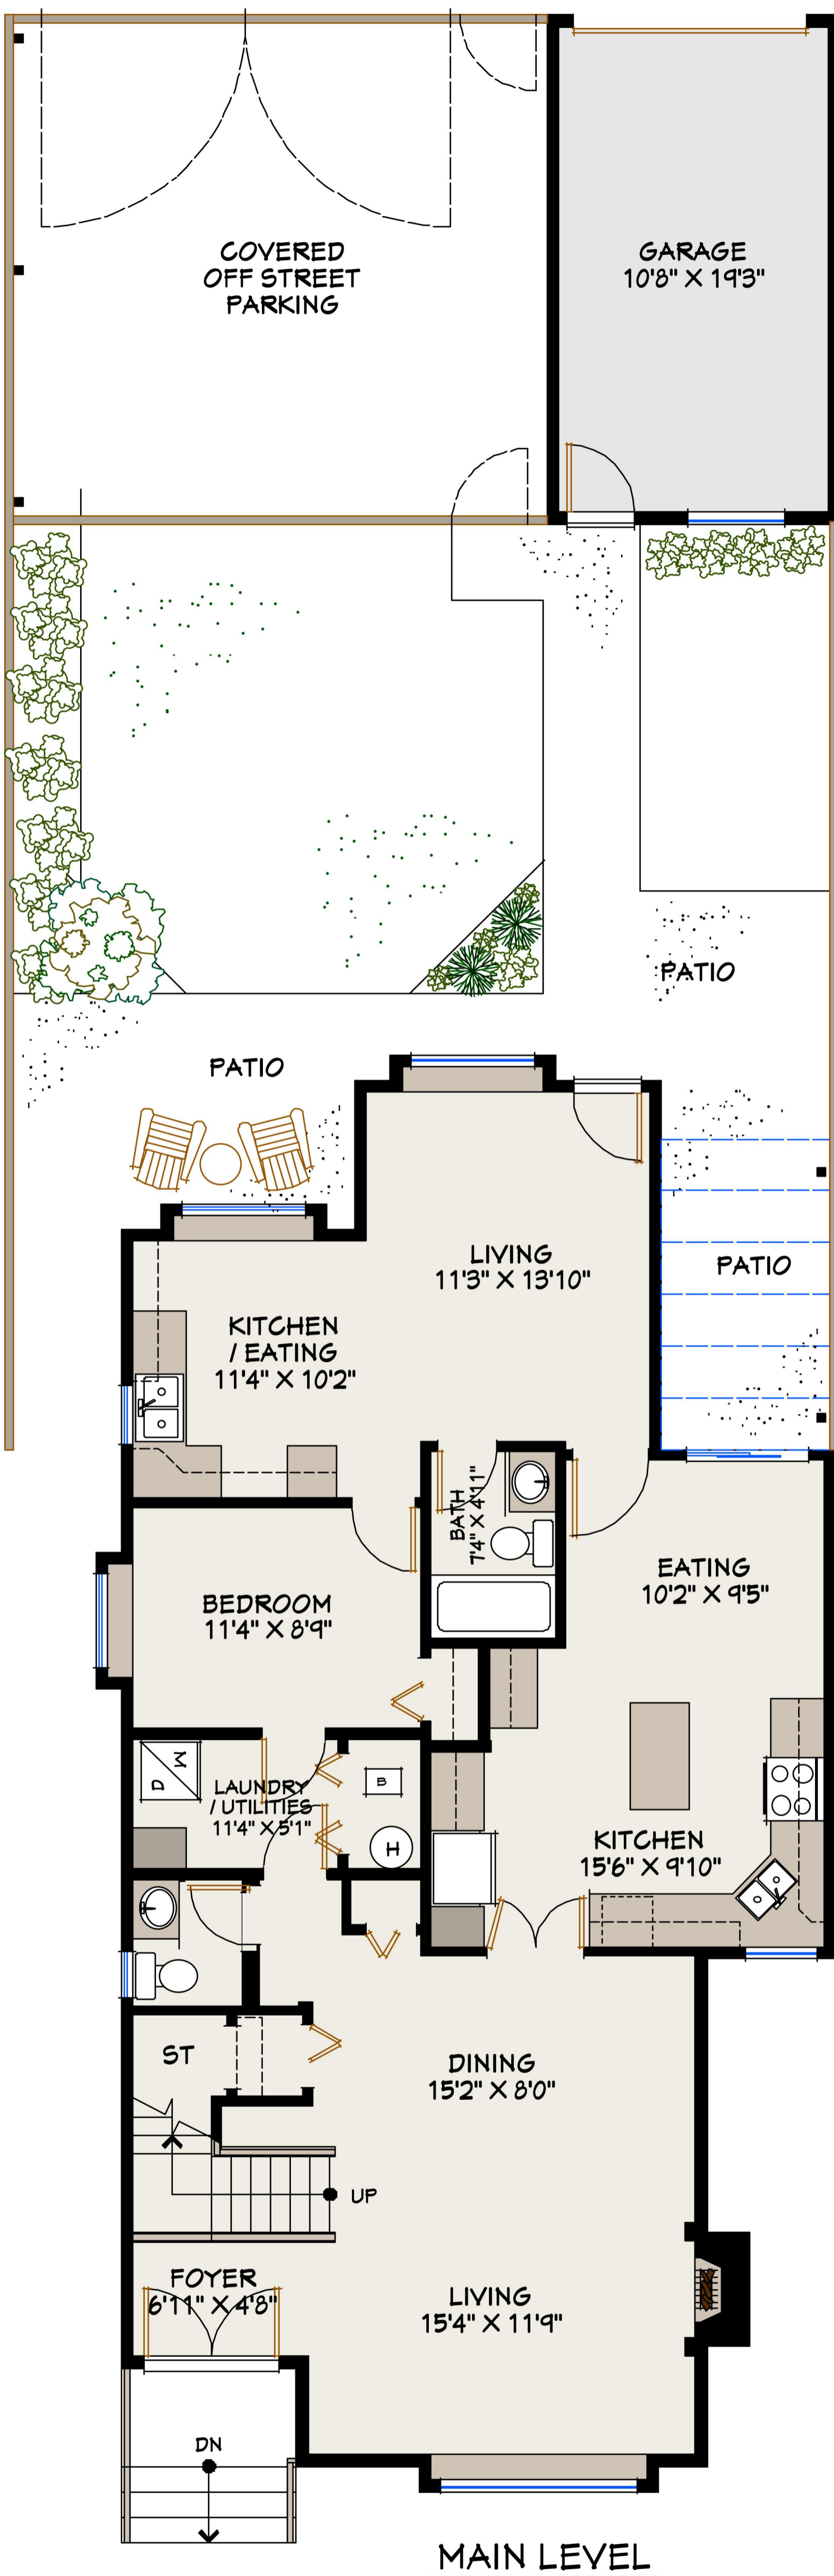 COVERED
OFF STREET
PARKING
GARAGE
10'8" X 19'3"
PATIO
PATIO
LIVING
11'3" X 13'10"
PATIO
KITCHEN
/ EATING
11'4" X 10'2"
BATH
7'4" X 4'11"
EATING
10'2" X 9'5"
BEDROOM
11'4" X 8'9"
W
D
LAUNDRY
/ UTILITIES
11'4" X 5'1"
B
H
KITCHEN
15'6" X 9'10"
ST
DINING
15'2" X 8'0"
UP
FOYER
6'11" X 4'8"
LIVING
15'4" X 11'9"
DN
MAIN LEVEL